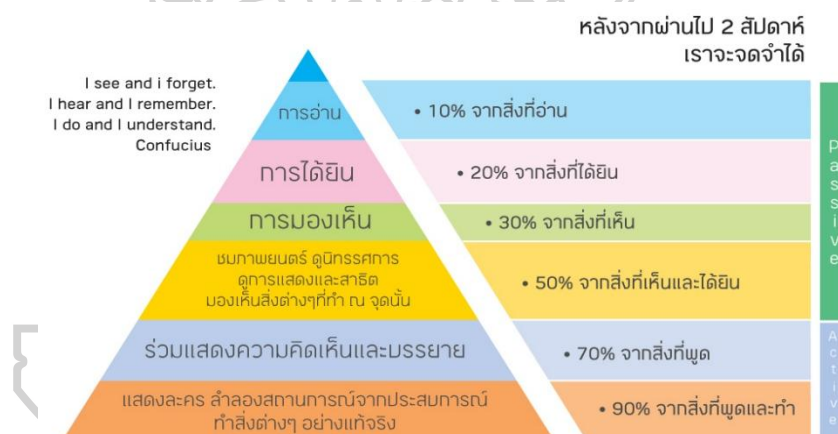 หลังจากผ่านไป 2 สัปดาห์
เราจะจดจำได้
I see and i forget.
I hear and I remember.
I do and I understand.
Confucius
การอ่าน
• 10% จากสิ่งที่อ่าน
การได้ยิน
• 20% จากสิ่งที่ได้ยิน
การมองเห็น
• 30% จากสิ่งที่เห็น
ชมภาพยนตร์ ดูนิทรรศการ
ดูการแสดงและสาธิต
มองเห็นสิ่งต่างๆที่ทำ ณ จุดนั้น
• 50% จากสิ่งที่เห็นและได้ยิน
ร่วมแสดงความคิดเห็นและบรรยาย
• 70% จากสิ่งที่พูด
แสดงละคร ลำลองสถานการณ์จากประสบการณ์
ทำสิ่งต่างๆ อย่างแท้จริง
• 90% จากสิ่งที่พูดและทำ
Passive
Active